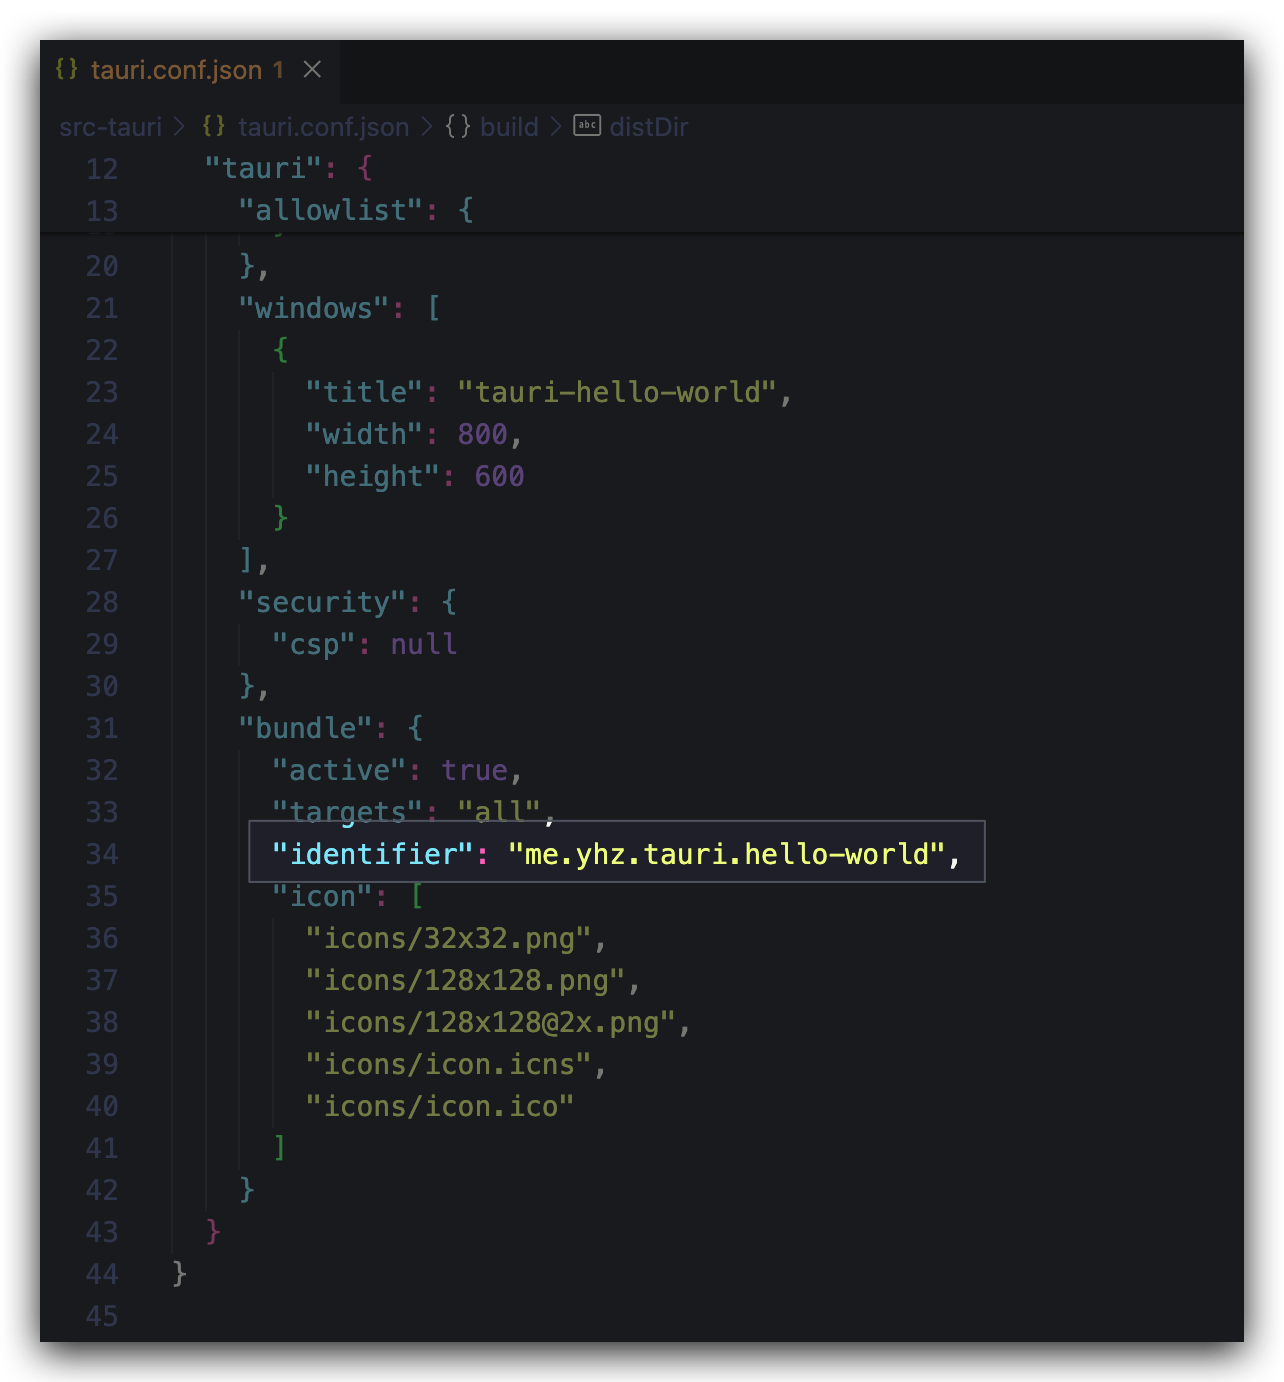 {} tauri.conf.json 1 ×
src-tauri > {} tauri.conf.json > {} build > abc distDir
12 "tauri": {
13 "allowlist": {
20 },
21 "windows": [
22 {
23 "title": "tauri-hello-world",
24 "width": 800,
25 "height": 600
26 }
27 ],
28 "security": {
29 "csp": null
30 },
31 "bundle": {
32 "active": true,
33 "targets": "all",
34 "identifier": "me.yhz.tauri.hello-world",
35 "icon": [
36 "icons/32x32.png",
37 "icons/128x128.png",
38 "icons/128x128@2x.png",
39 "icons/icon.icns",
40 "icons/icon.ico"
41 ]
42 }
43 }
44 }
45